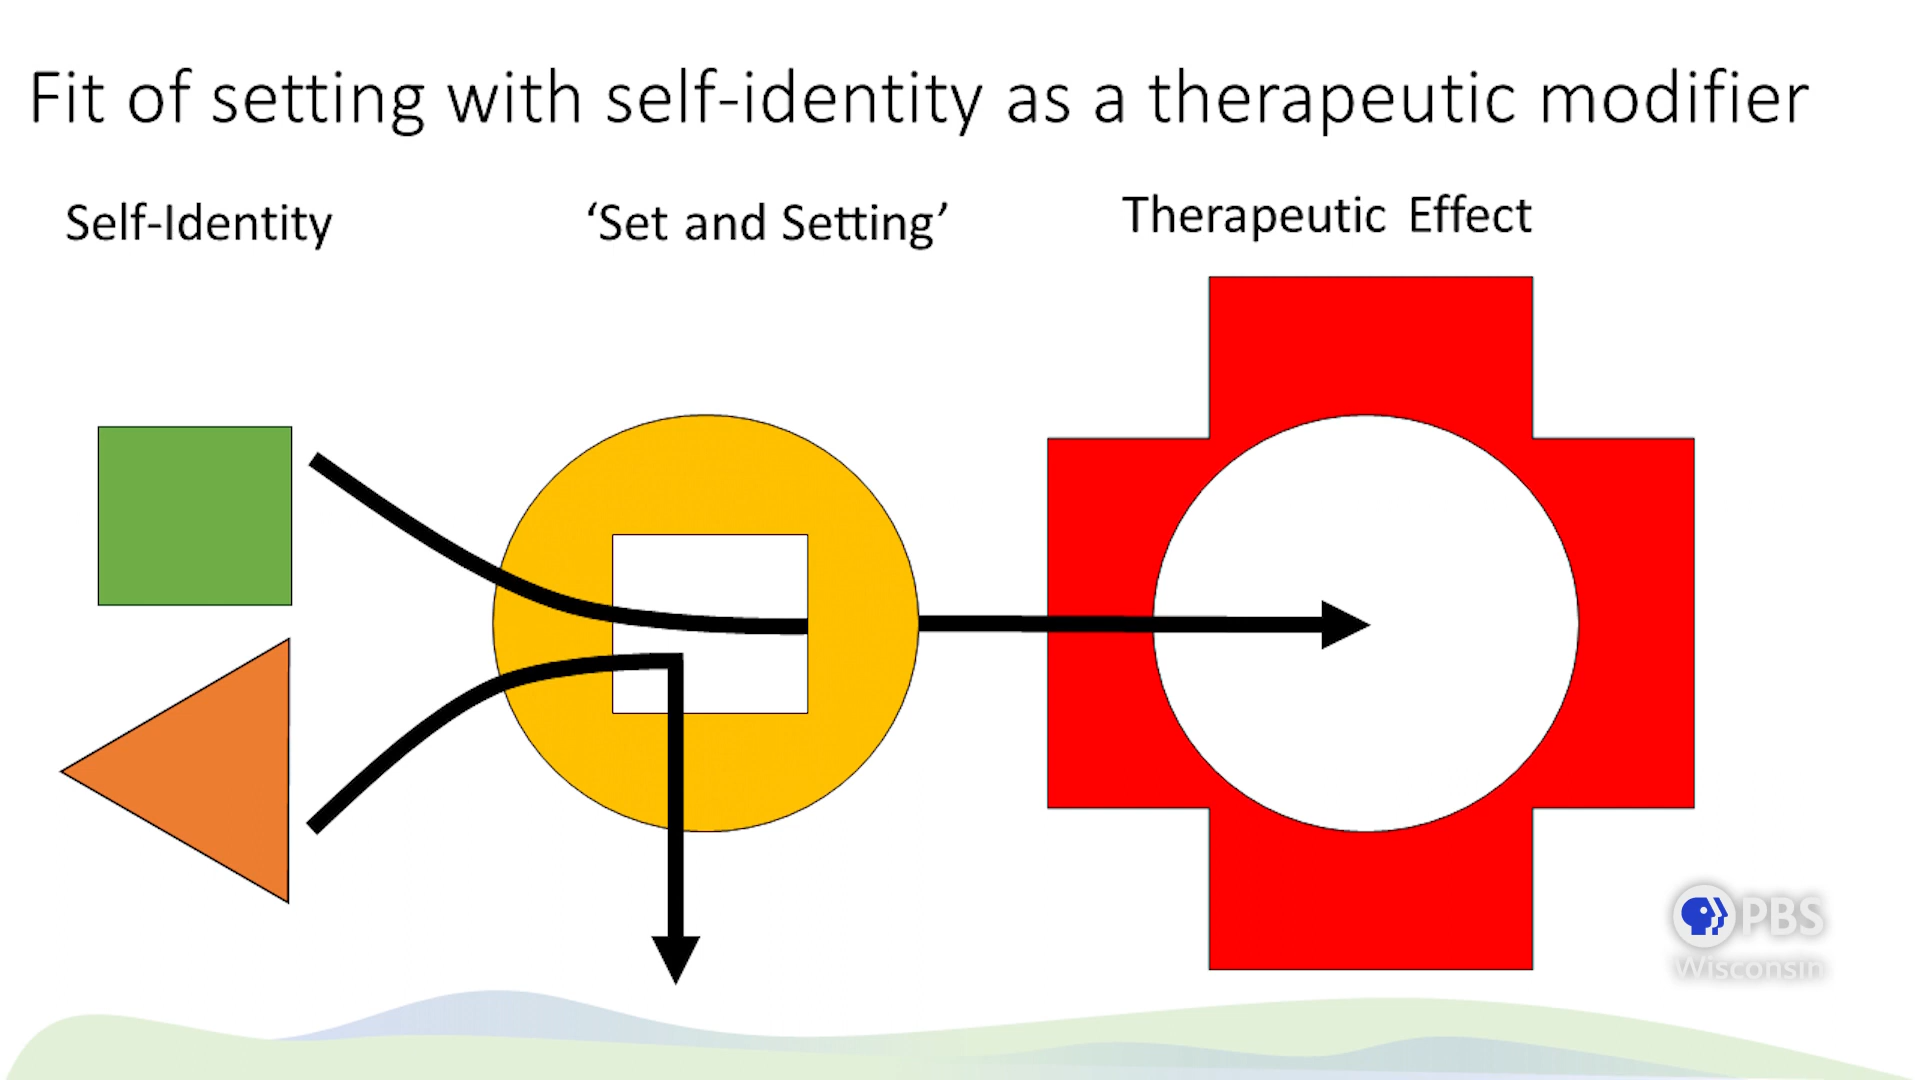 Fit of setting with self-identity as a therapeutic modifier
Self-Identity
‘Set and Setting’
Therapeutic Effect
PBS
Wisconsin